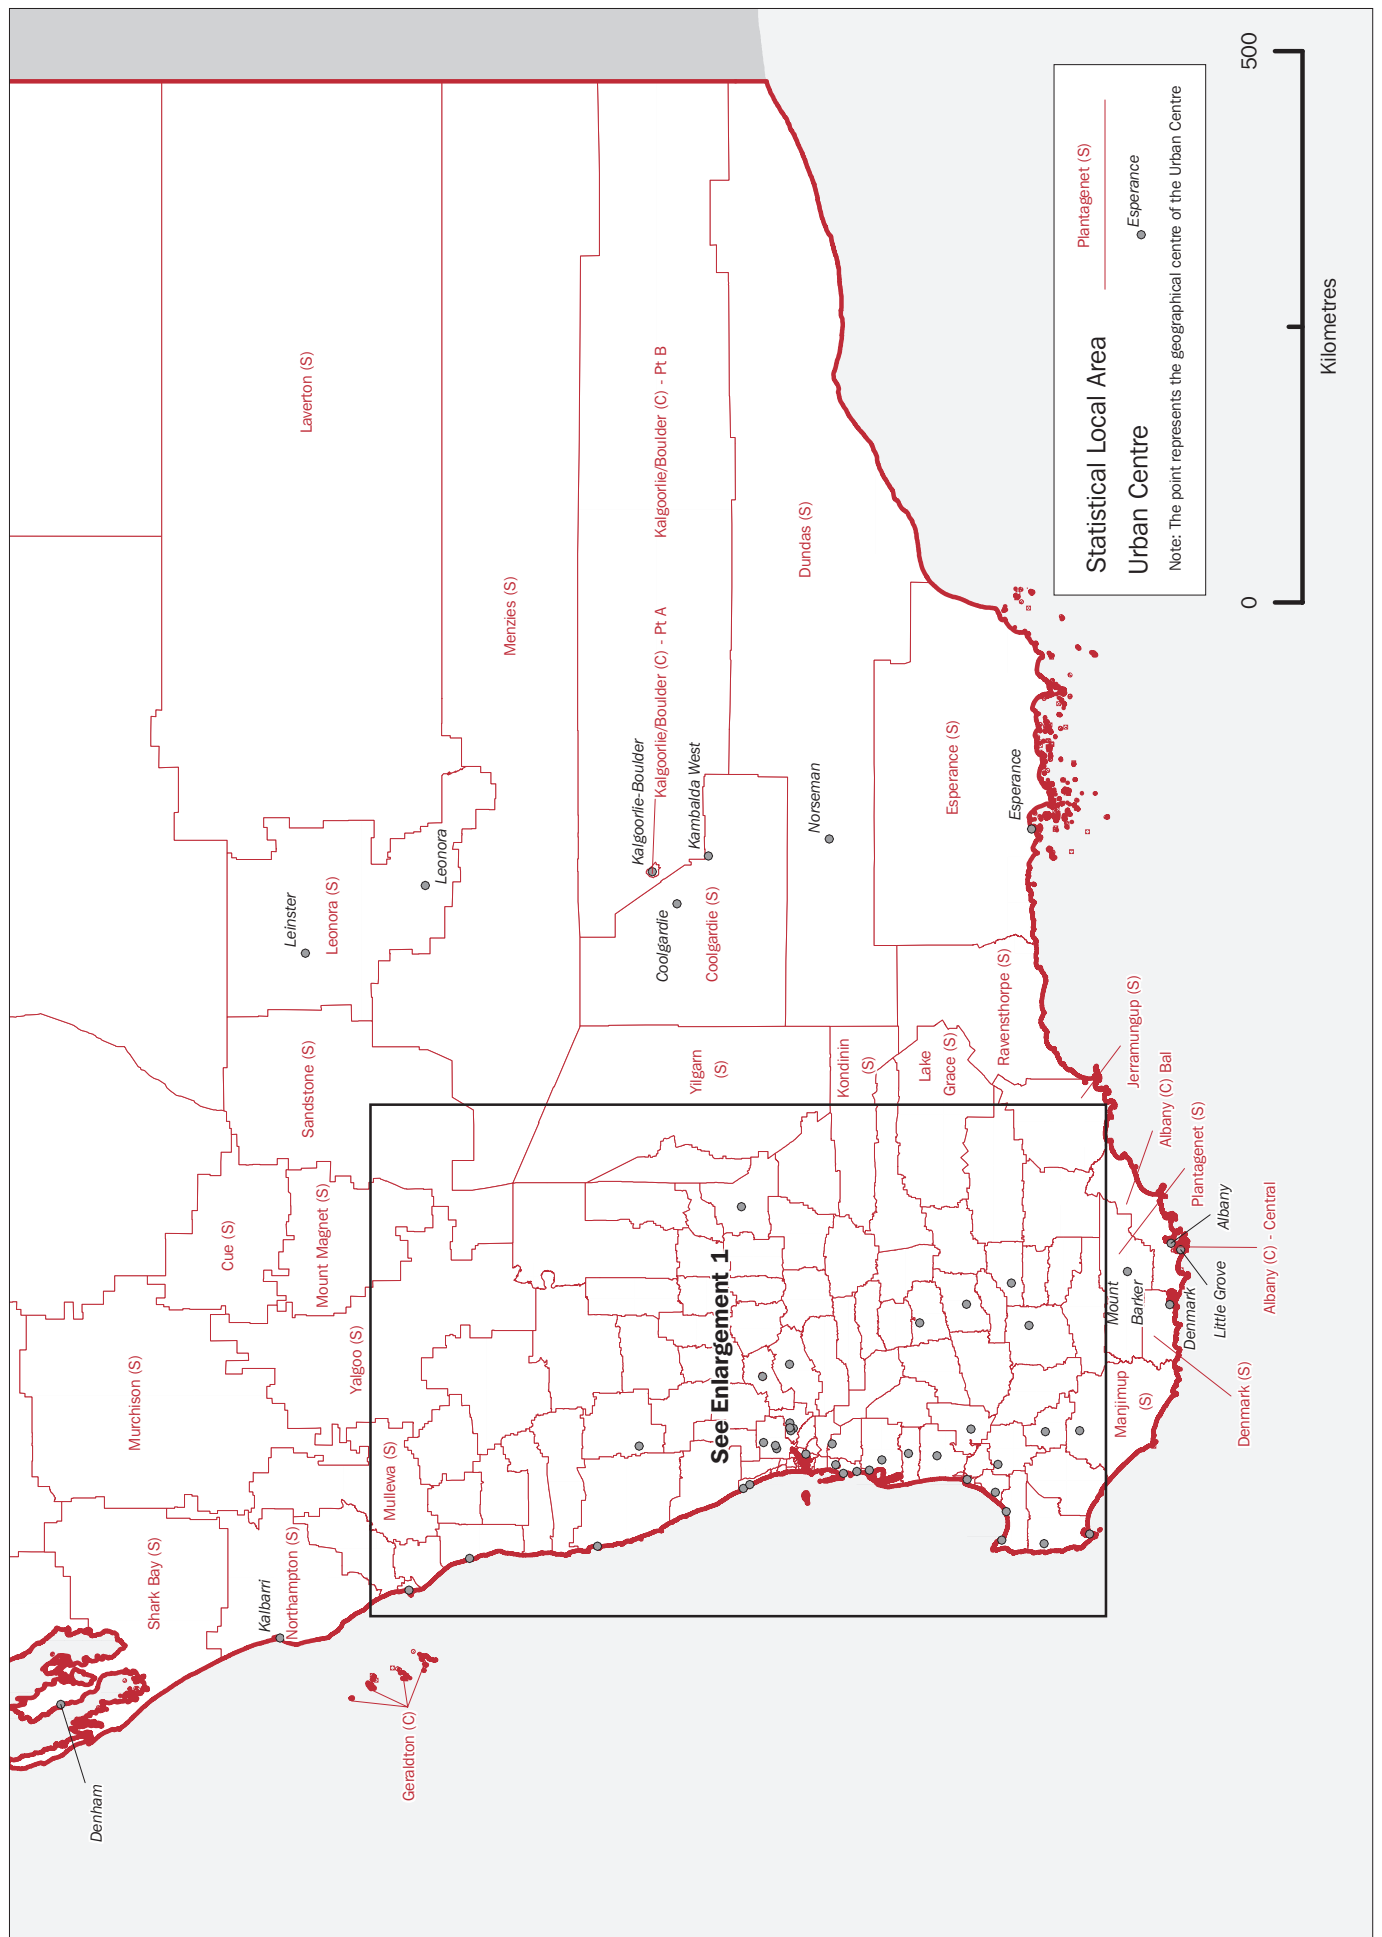 Denham
Shark Bay (S)
Kalbarri
Northampton (S)
Geraldton (C)
Murchison (S)
Mullewa (S)
Yalgoo (S)
Cue (S)
Mount Magnet (S)
Sandstone (S)
Leinster
Leonora (S)
Leonora
Laverton (S)
Menzies (S)
Kalgoorlie-Boulder
Kalgoorlie/Boulder (C) - Pt A
Kalgoorlie/Boulder (C) - Pt B
Kambalda West
Coolgardie
Coolgardie (S)
Yilgarn
(S)
Dundas (S)
Norseman
Kondinin
(S)
Lake
Grace (S)
Esperance (S)
Esperance
Ravensthorpe (S)
See Enlargement 1
Jerramungup (S)
Albany (C) Bal
Plantagenet (S)
Albany
Albany (C) - Central
Little Grove
Mount
Barker
Denmark
Denmark (S)
Manjimup
(S)
Statistical Local Area
Plantagenet (S)
Urban Centre
Esperance
Note: The point represents the geographical centre of the Urban Centre
0
500
Kilometres